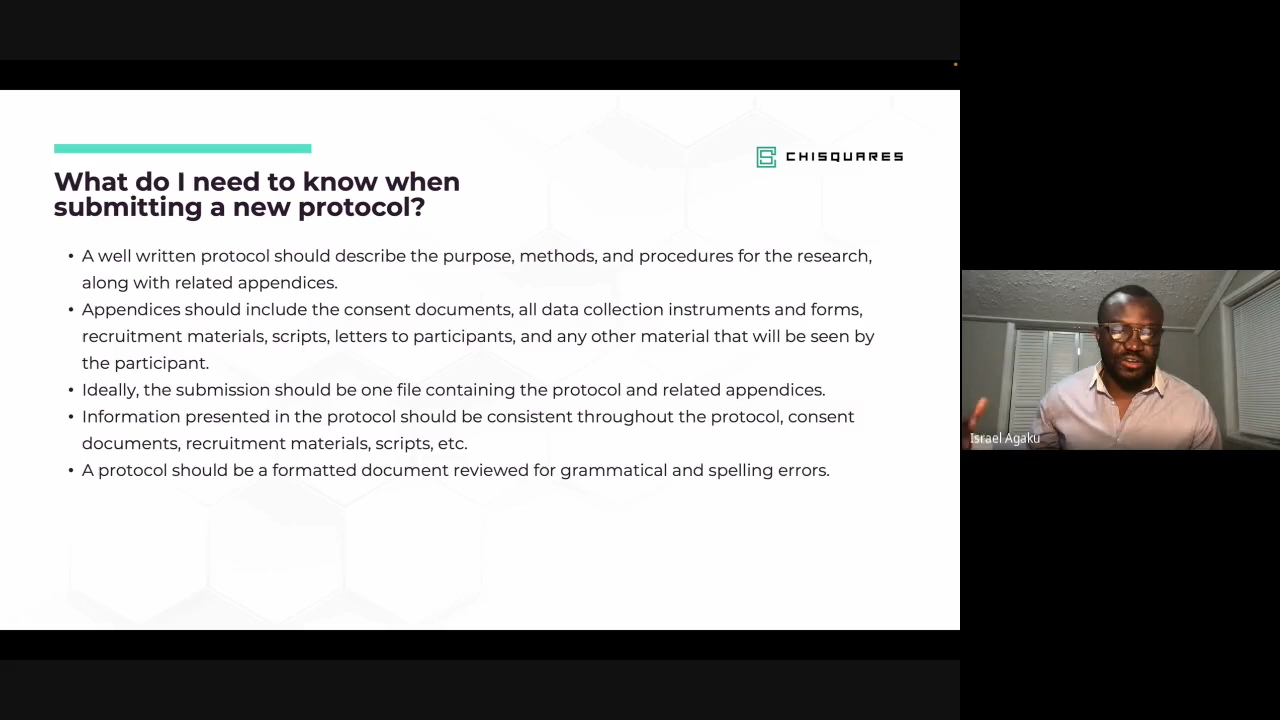 CHISQUARES
What do I need to know when
submitting a new protocol?
• A well written protocol should describe the purpose, methods, and procedures for the research,
along with related appendices.
• Appendices should include the consent documents, all data collection instruments and forms,
recruitment materials, scripts, letters to participants, and any other material that will be seen by
the participant.
• Ideally, the submission should be one file containing the protocol and related appendices.
• Information presented in the protocol should be consistent throughout the protocol, consent
documents, recruitment materials, scripts, etc.
• A protocol should be a formatted document reviewed for grammatical and spelling errors.
Israel Agaku